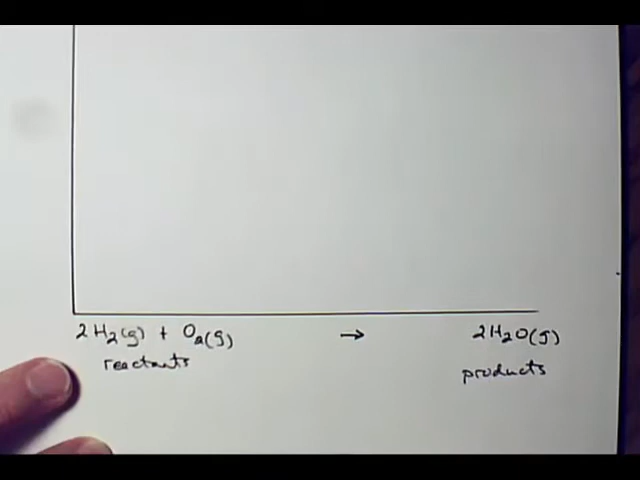 2H₂(g) + O₂(g) → 2H₂O(g)
reactants products